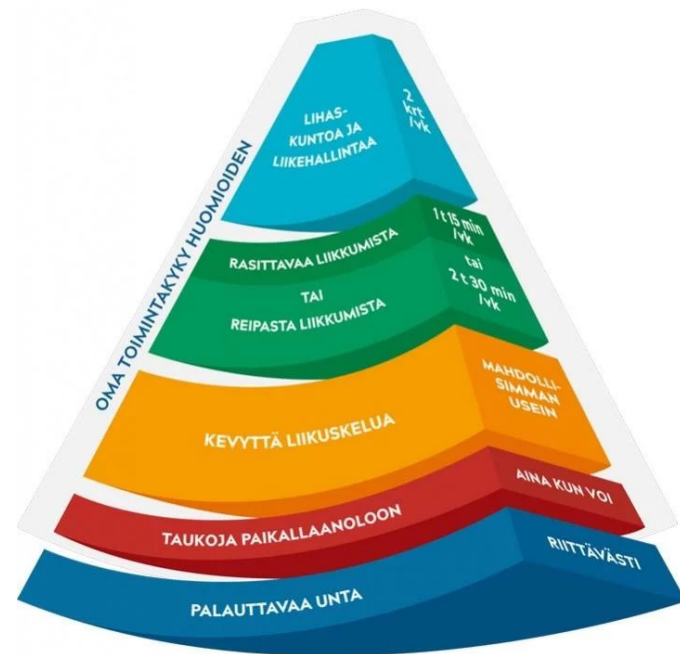 OMA TOIMINTAKYKY HUOMIOIDEN
LIHAS-
KUNTOA JA
LIIKEHALLINTAA
2
krt
/vk
RASITTAVAA LIIKKUMISTA
1 t 15 min
/vk
TAI
REIPASTA LIIKKUMISTA
tai
2 t 30 min
/vk
KEVYTTÄ LIIKUSKELUA
MAHDOLLI-
SIMMAN
USEIN
TAUKOJA PAIKALLAANOLOON
AINA KUN VOI
PALAUTTAVAA UNTA
RIITTÄVÄSTI